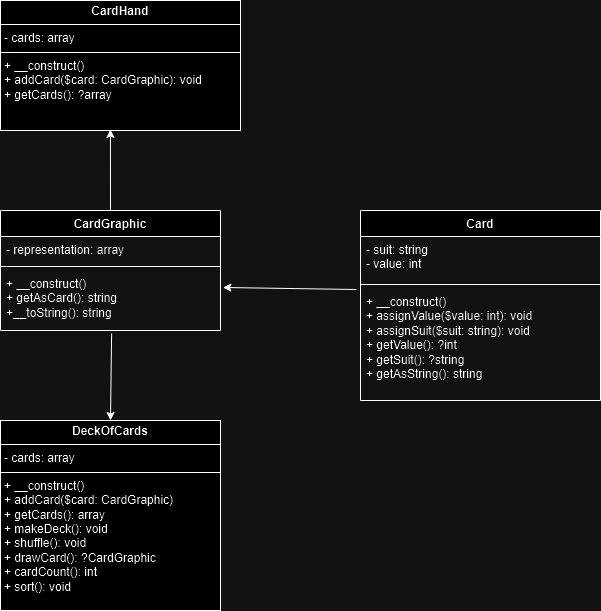 CardHand
- cards: array
+ __construct()
+ addCard($card: CardGraphic): void
+ getCards(): ?array
CardGraphic
- representation: array
+ __construct()
+ getAsCard(): string
+__toString(): string
Card
- suit: string
- value: int
+ __construct()
+ assignValue($value: int): void
+ assignSuit($suit: string): void
+ getValue(): ?int
+ getSuit(): ?string
+ getAsString(): string
DeckOfCards
- cards: array
+ __construct()
+ addCard($card: CardGraphic)
+ getCards(): array
+ makeDeck(): void
+ shuffle(): void
+ drawCard(): ?CardGraphic
+ cardCount(): int
+ sort(): void